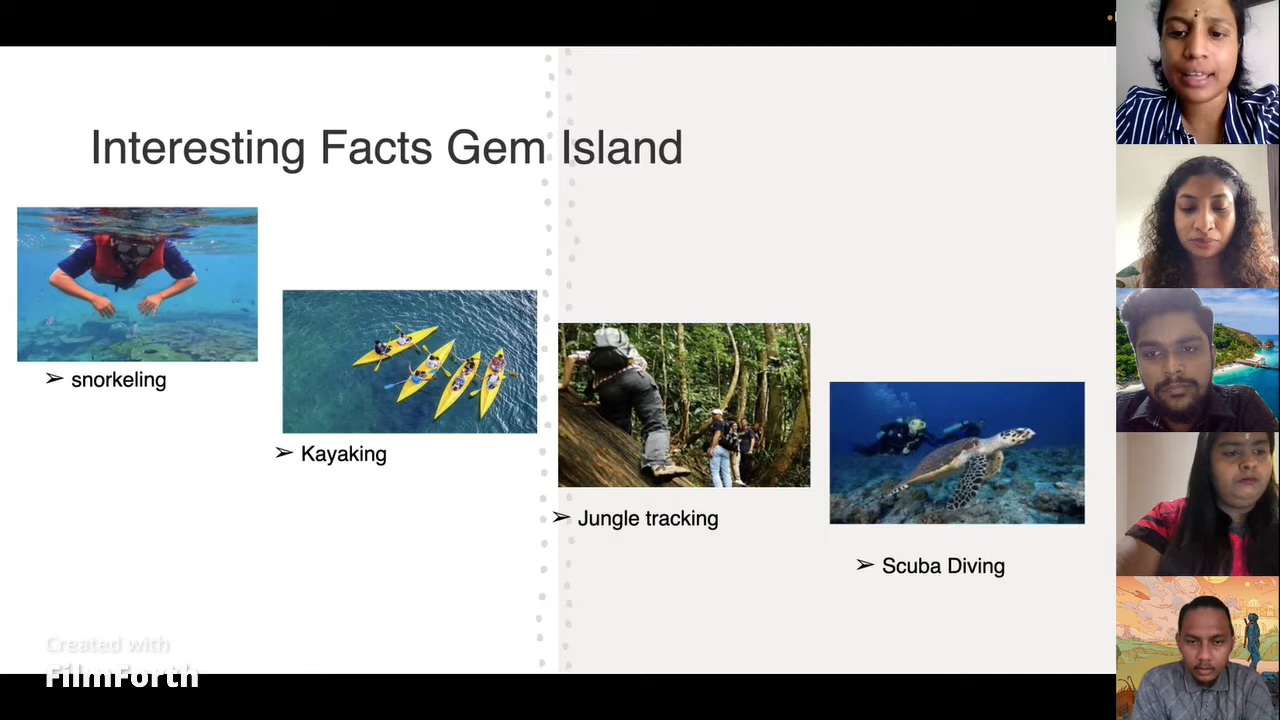 Interesting Facts Gem Island
➢ snorkeling
➢ Kayaking
➢ Jungle tracking
➢ Scuba Diving
Created with
FilmForth